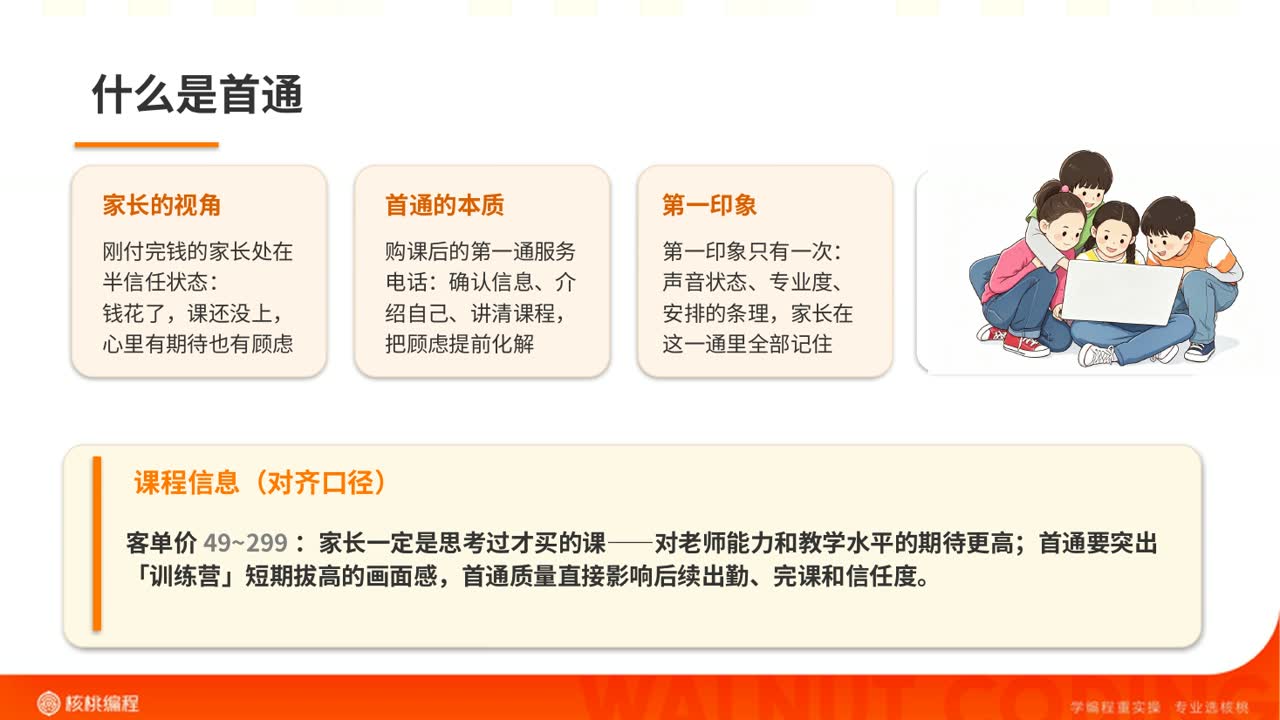 什么是首通
家长的视角
刚付完钱的家长处在
半信任状态：
钱花了，课还没上，
心里有期待也有顾虑
首通的本质
购课后的第一通服务
电话：确认信息、介
绍自己、讲清课程，
把顾虑提前化解
第一印象
第一印象只有一次：
声音状态、专业度、
安排的条理，家长在
这一通里全部记住
课程信息（对齐口径）
客单价 49~299 ：家长一定是思考过才买的课——对老师能力和教学水平的期待更高；首通要突出
「训练营」短期拔高的画面感，首通质量直接影响后续出勤、完课和信任度。
核桃编程
WALNUT CODING
学编程重实操 专业选核桃